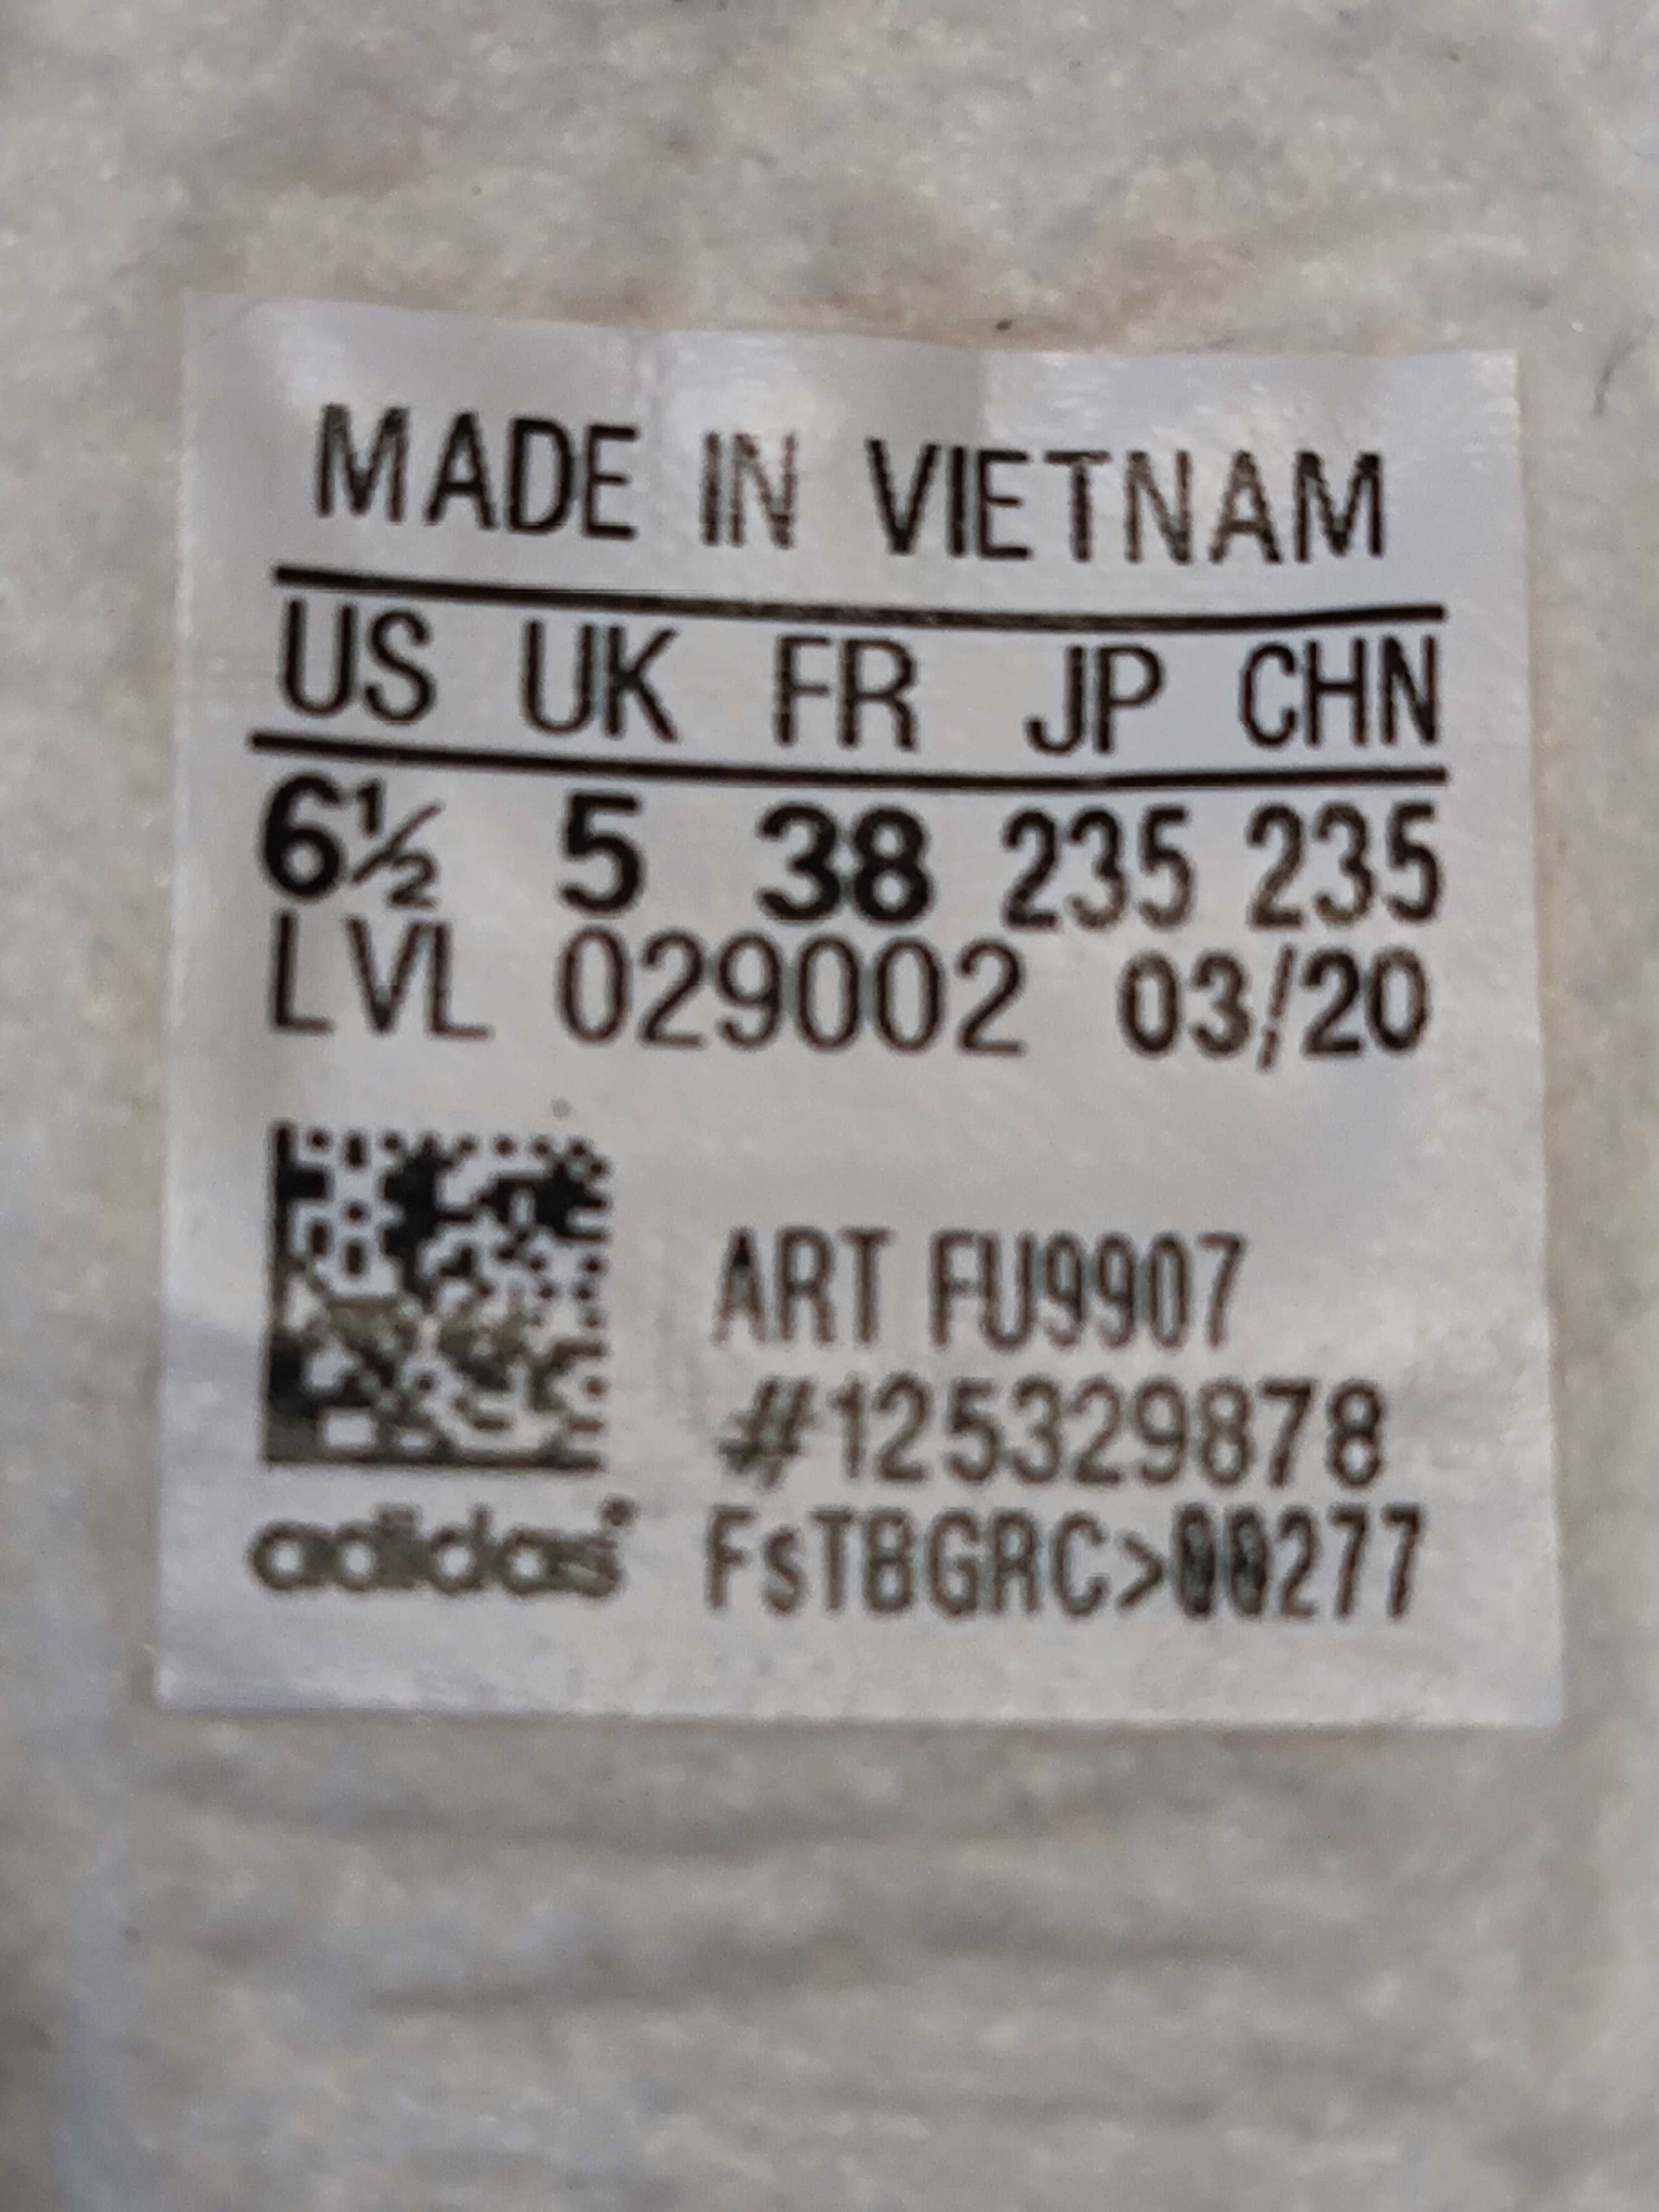 MADE IN VIETNAM
US UK FR JP CHN
6½ 5 38 235 235
LVL 029002 03/20
ART FU9907
#125329878
adidas FsTBGRC>00277